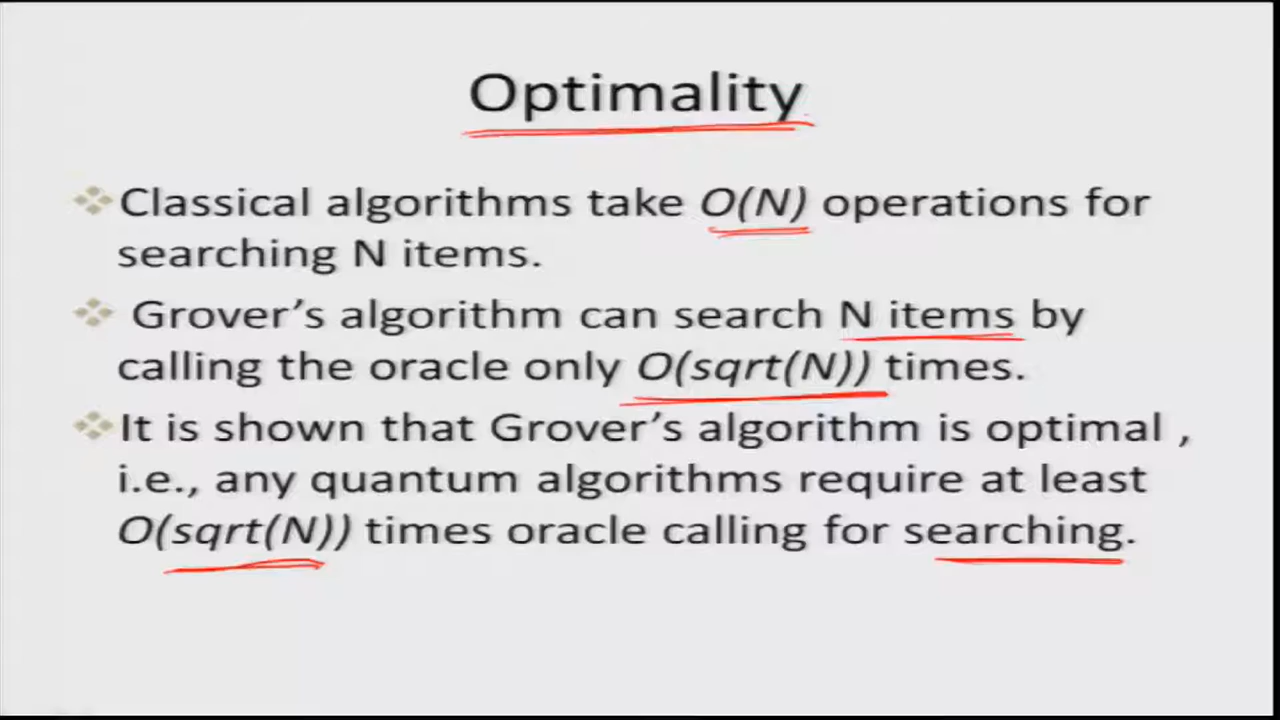 Optimality
Classical algorithms take O(N) operations for
searching N items.
Grover's algorithm can search N items by
calling the oracle only O(sqrt(N)) times.
It is shown that Grover's algorithm is optimal ,
i.e., any quantum algorithms require at least
O(sqrt(N)) times oracle calling for searching.